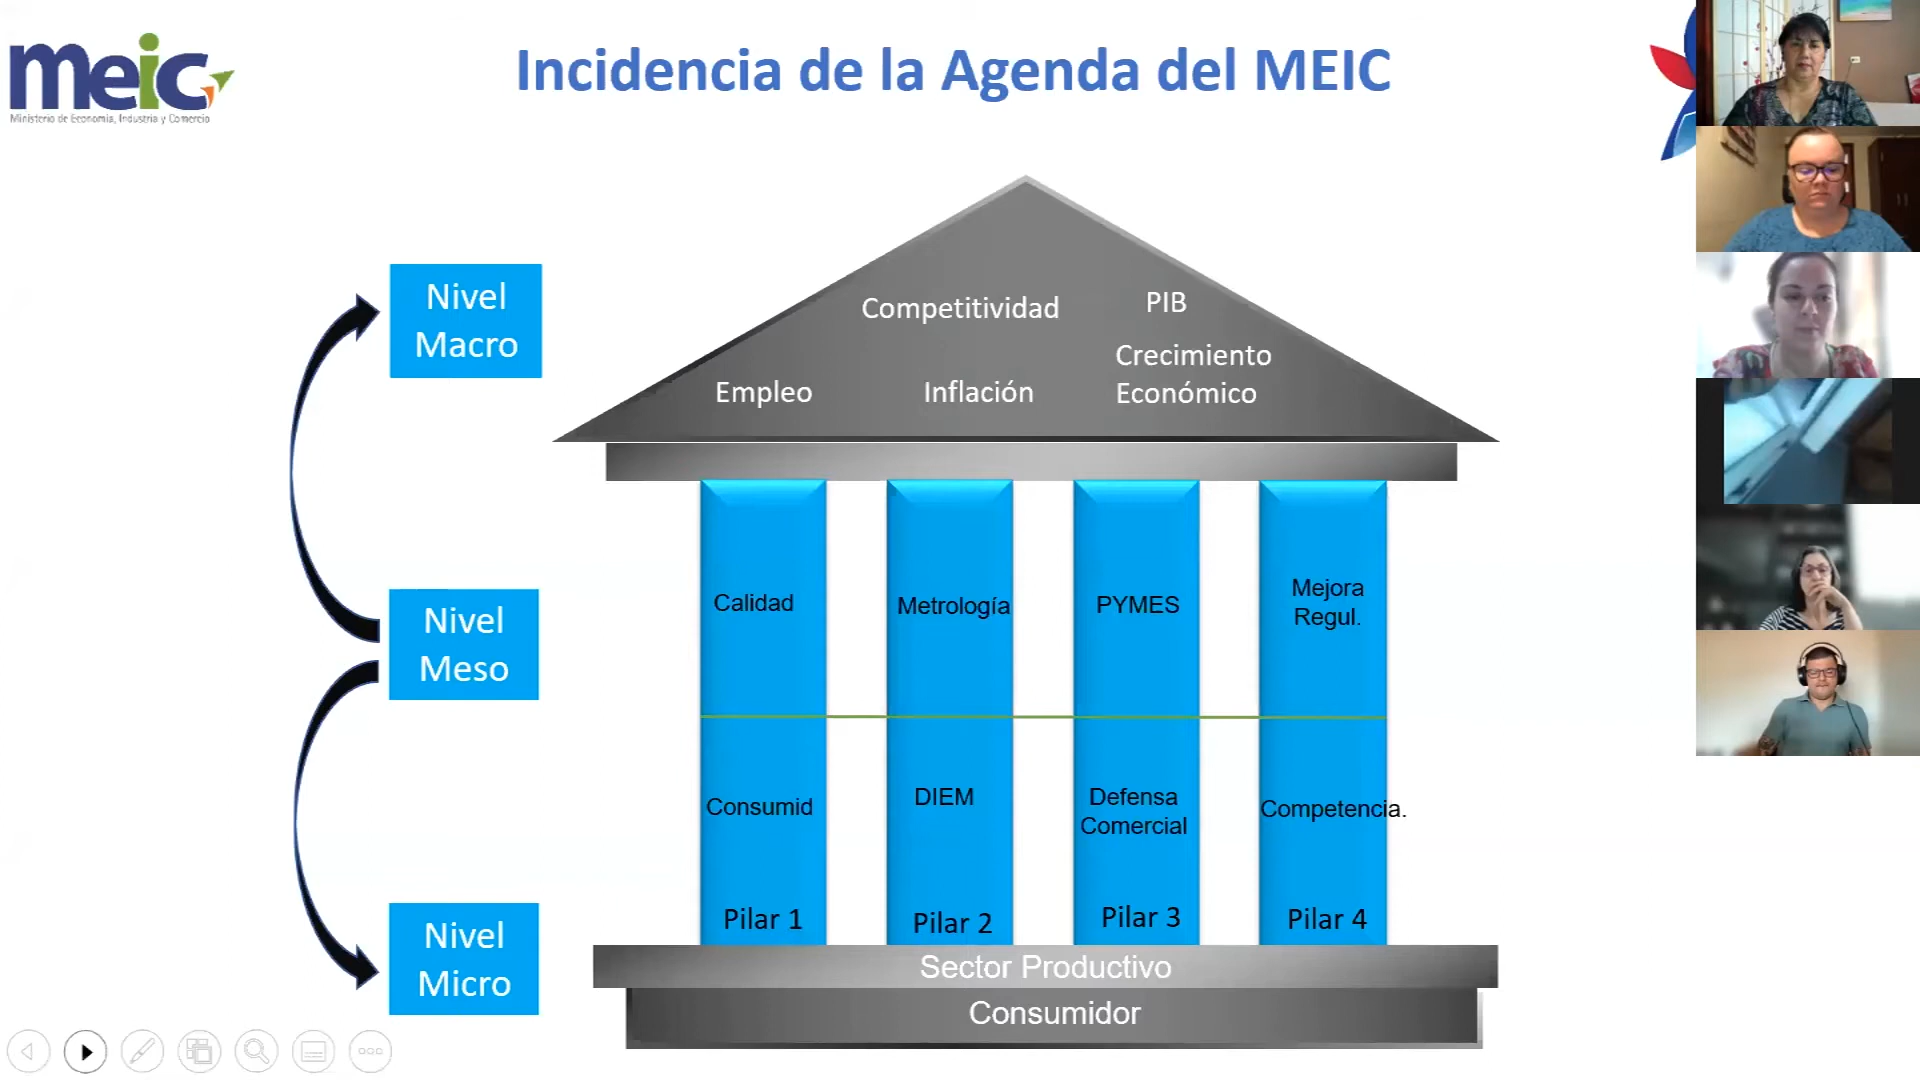 meic
Ministerio de Economía, Industria y Comercio
Incidencia de la Agenda del MEIC
Nivel
Macro
Competitividad
PIB
Crecimiento
Económico
Empleo
Inflación
Nivel
Meso
Calidad
Metrología
PYMES
Mejora
Regul.
Consumid
DIEM
Defensa
Comercial
Competencia.
Nivel
Micro
Pilar 1
Pilar 2
Pilar 3
Pilar 4
Sector Productivo
Consumidor